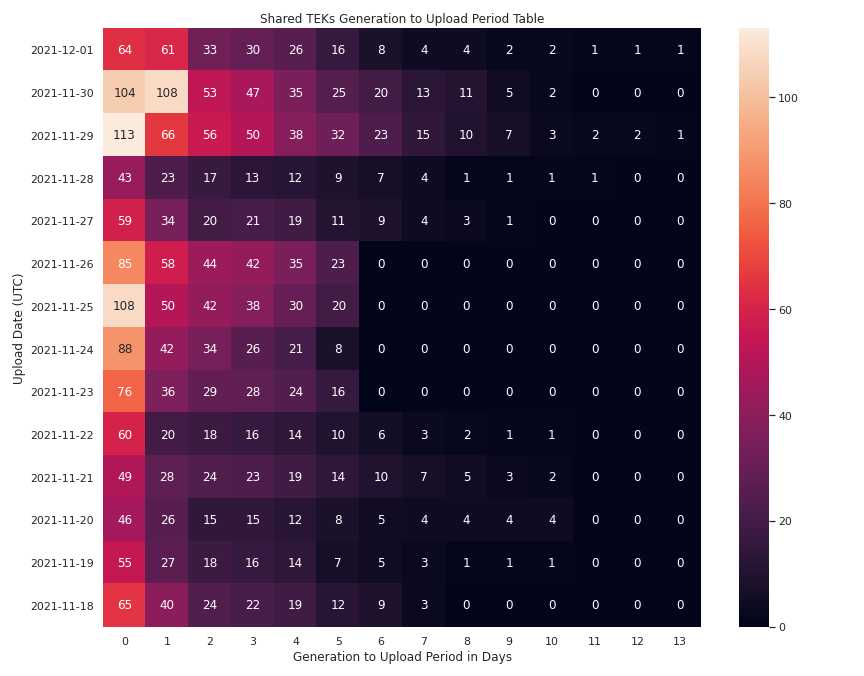 Shared TEKs Generation to Upload Period Table
2021-12-01 64 61 33 30 26 16 8 4 4 2 2 1 1 1
2021-11-30 104 108 53 47 35 25 20 13 11 5 2 0 0 0
2021-11-29 113 66 56 50 38 32 23 15 10 7 3 2 2 1
2021-11-28 43 23 17 13 12 9 7 4 1 1 1 1 0 0
2021-11-27 59 34 20 21 19 11 9 4 3 1 0 0 0 0
2021-11-26 85 58 44 42 35 23 0 0 0 0 0 0 0 0
2021-11-25 108 50 42 38 30 20 0 0 0 0 0 0 0 0
2021-11-24 88 42 34 26 21 8 0 0 0 0 0 0 0 0
2021-11-23 76 36 29 28 24 16 0 0 0 0 0 0 0 0
2021-11-22 60 20 18 16 14 10 6 3 2 1 1 0 0 0
2021-11-21 49 28 24 23 19 14 10 7 5 3 2 0 0 0
2021-11-20 46 26 15 15 12 8 5 4 4 4 4 0 0 0
2021-11-19 55 27 18 16 14 7 5 3 1 1 1 0 0 0
2021-11-18 65 40 24 22 19 12 9 3 0 0 0 0 0 0
0 1 2 3 4 5 6 7 8 9 10 11 12 13
Generation to Upload Period in Days
Upload Date (UTC)
100
80
60
40
20
0